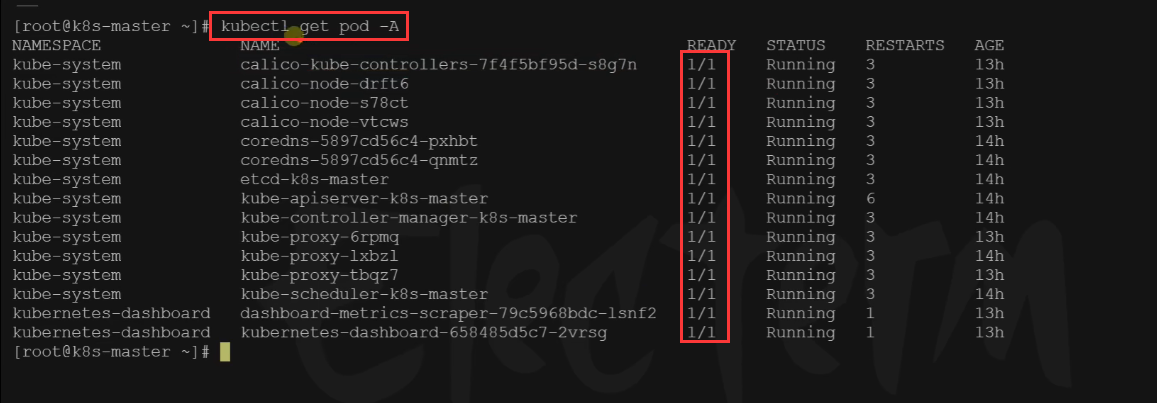 [root@k8s-master ~]# kubectl get pod -A
NAMESPACE NAME READY STATUS RESTARTS AGE
kube-system calico-kube-controllers-7f4f5bf95d-s8g7n 1/1 Running 3 13h
kube-system calico-node-drft6 1/1 Running 3 13h
kube-system calico-node-s78ct 1/1 Running 3 13h
kube-system calico-node-vtcws 1/1 Running 3 13h
kube-system coredns-5897cd56c4-pxhbt 1/1 Running 3 14h
kube-system coredns-5897cd56c4-qnmtz 1/1 Running 3 14h
kube-system etcd-k8s-master 1/1 Running 3 14h
kube-system kube-apiserver-k8s-master 1/1 Running 6 14h
kube-system kube-controller-manager-k8s-master 1/1 Running 3 14h
kube-system kube-proxy-6rpmq 1/1 Running 3 13h
kube-system kube-proxy-lxbzl 1/1 Running 3 14h
kube-system kube-proxy-tbqz7 1/1 Running 3 13h
kube-system kube-scheduler-k8s-master 1/1 Running 3 14h
kubernetes-dashboard dashboard-metrics-scraper-79c5968bdc-lsnf2 1/1 Running 1 13h
kubernetes-dashboard kubernetes-dashboard-658485d5c7-2vrsg 1/1 Running 1 13h
[root@k8s-master ~]#
electerm